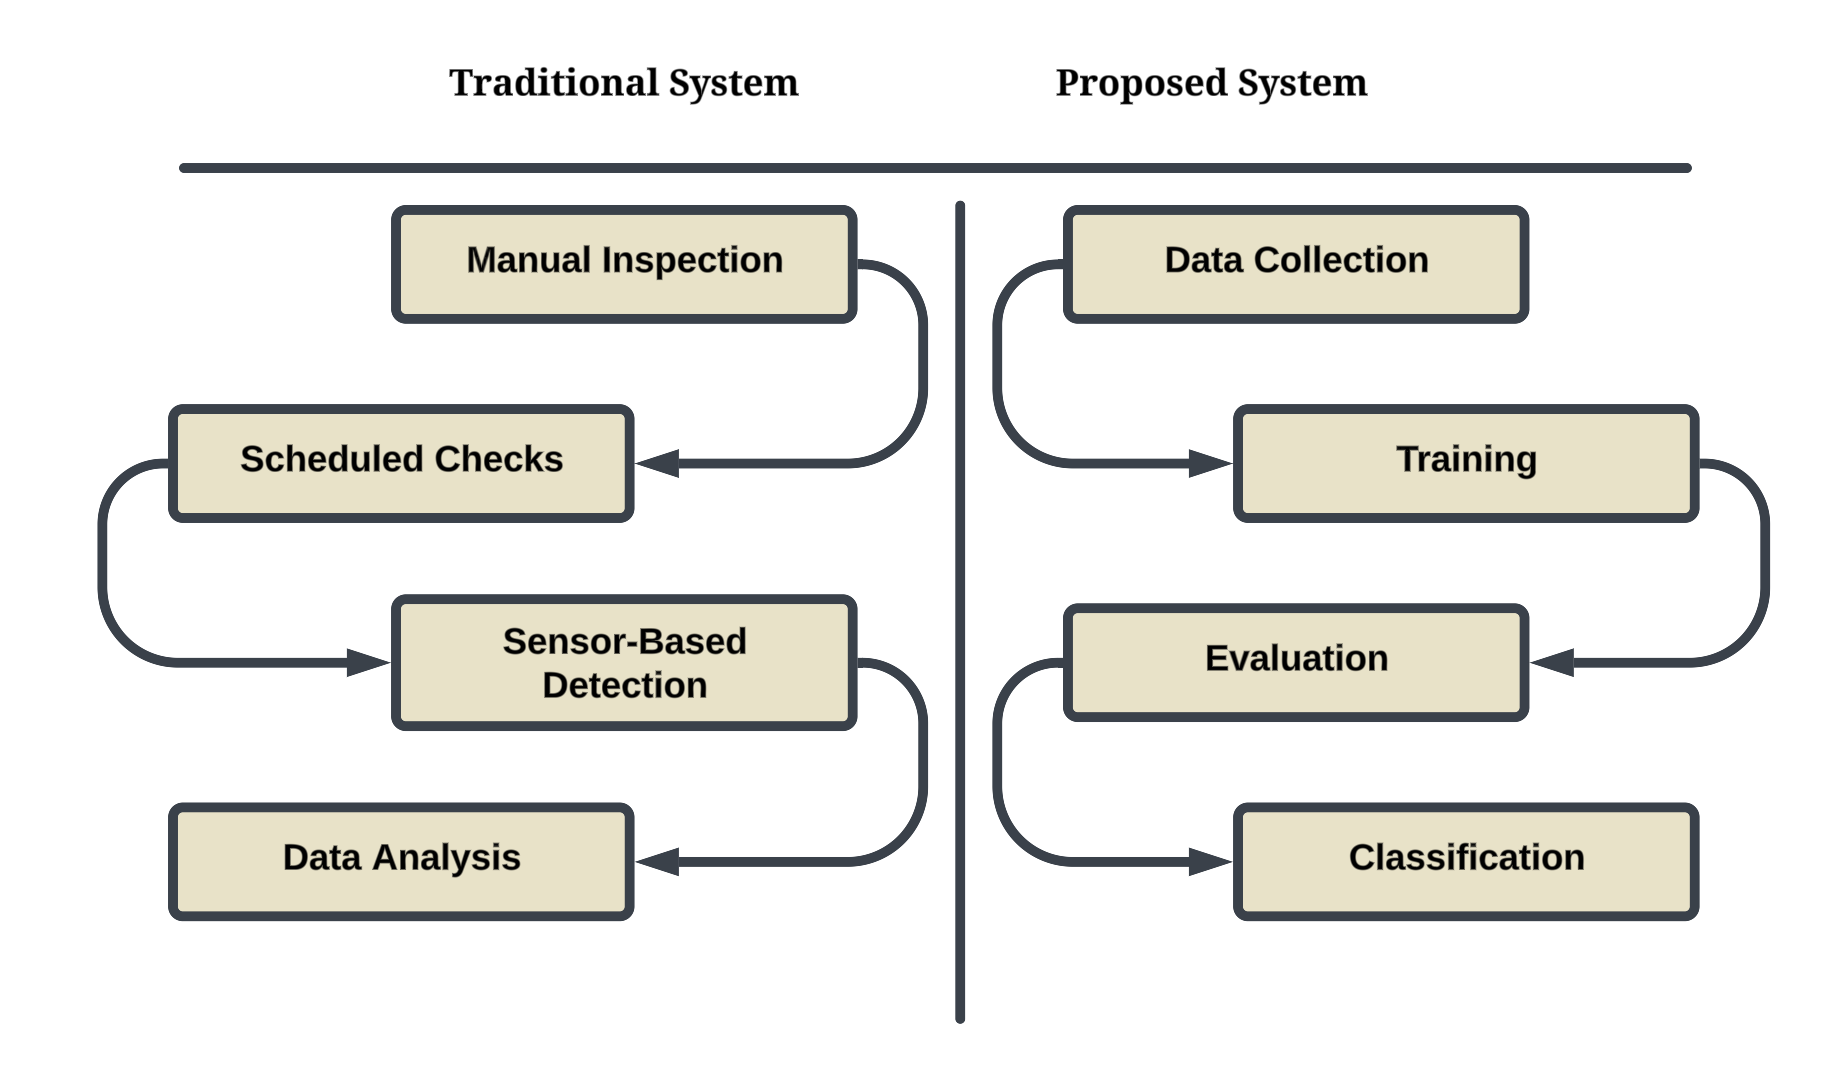 Traditional System
Proposed System
Manual Inspection
Scheduled Checks
Sensor-Based
Detection
Data Analysis
Data Collection
Training
Evaluation
Classification